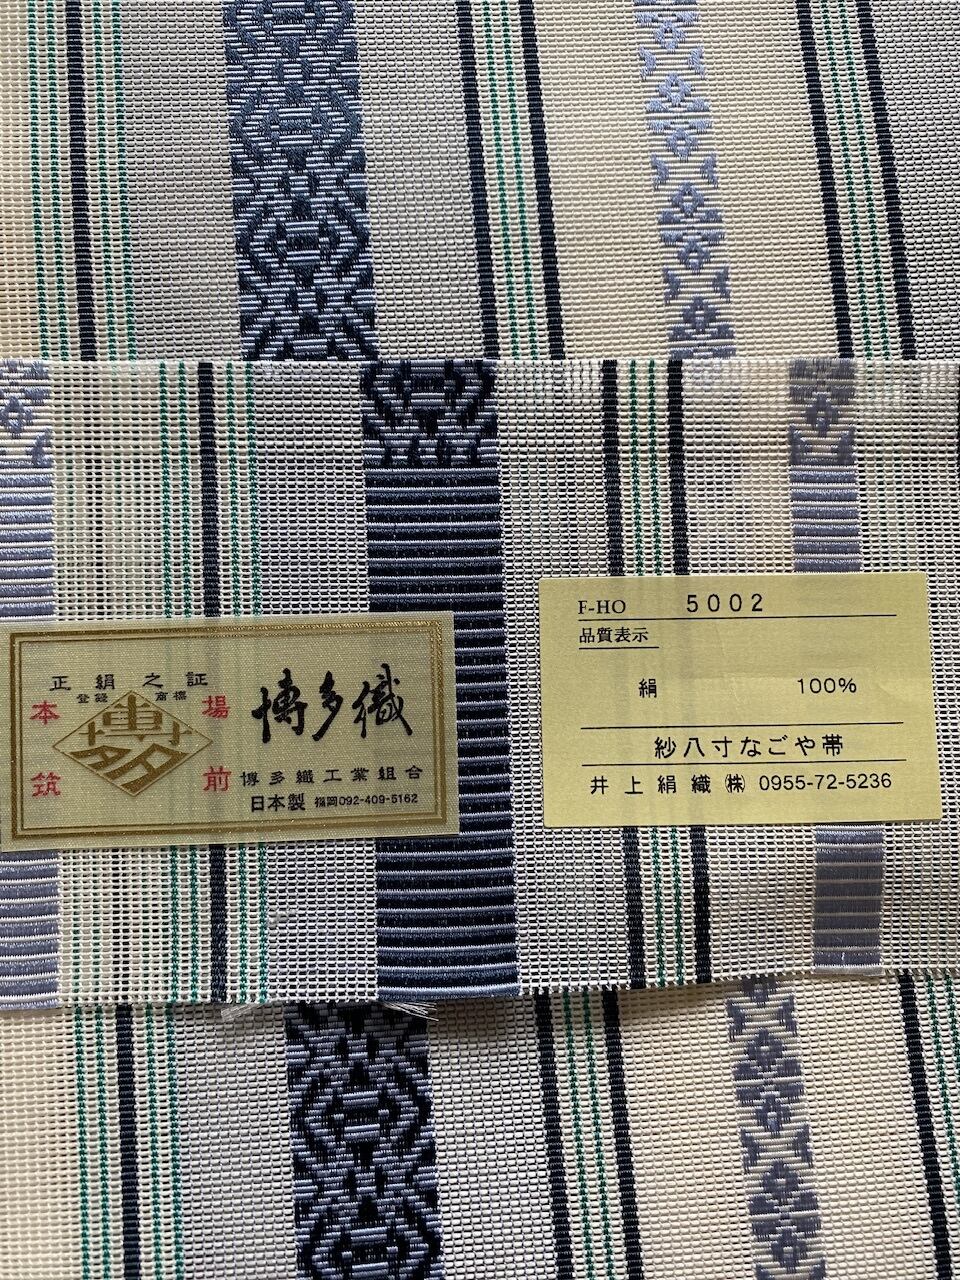 正絹之証
登録 商標
本 場
筑 前
博多
博多織
博多織工業組合
日本製 福岡092-409-5162
F-HO 5002
品質表示
絹 100%
紗八寸なごや帯
井上絹織㈱ 0955-72-5236